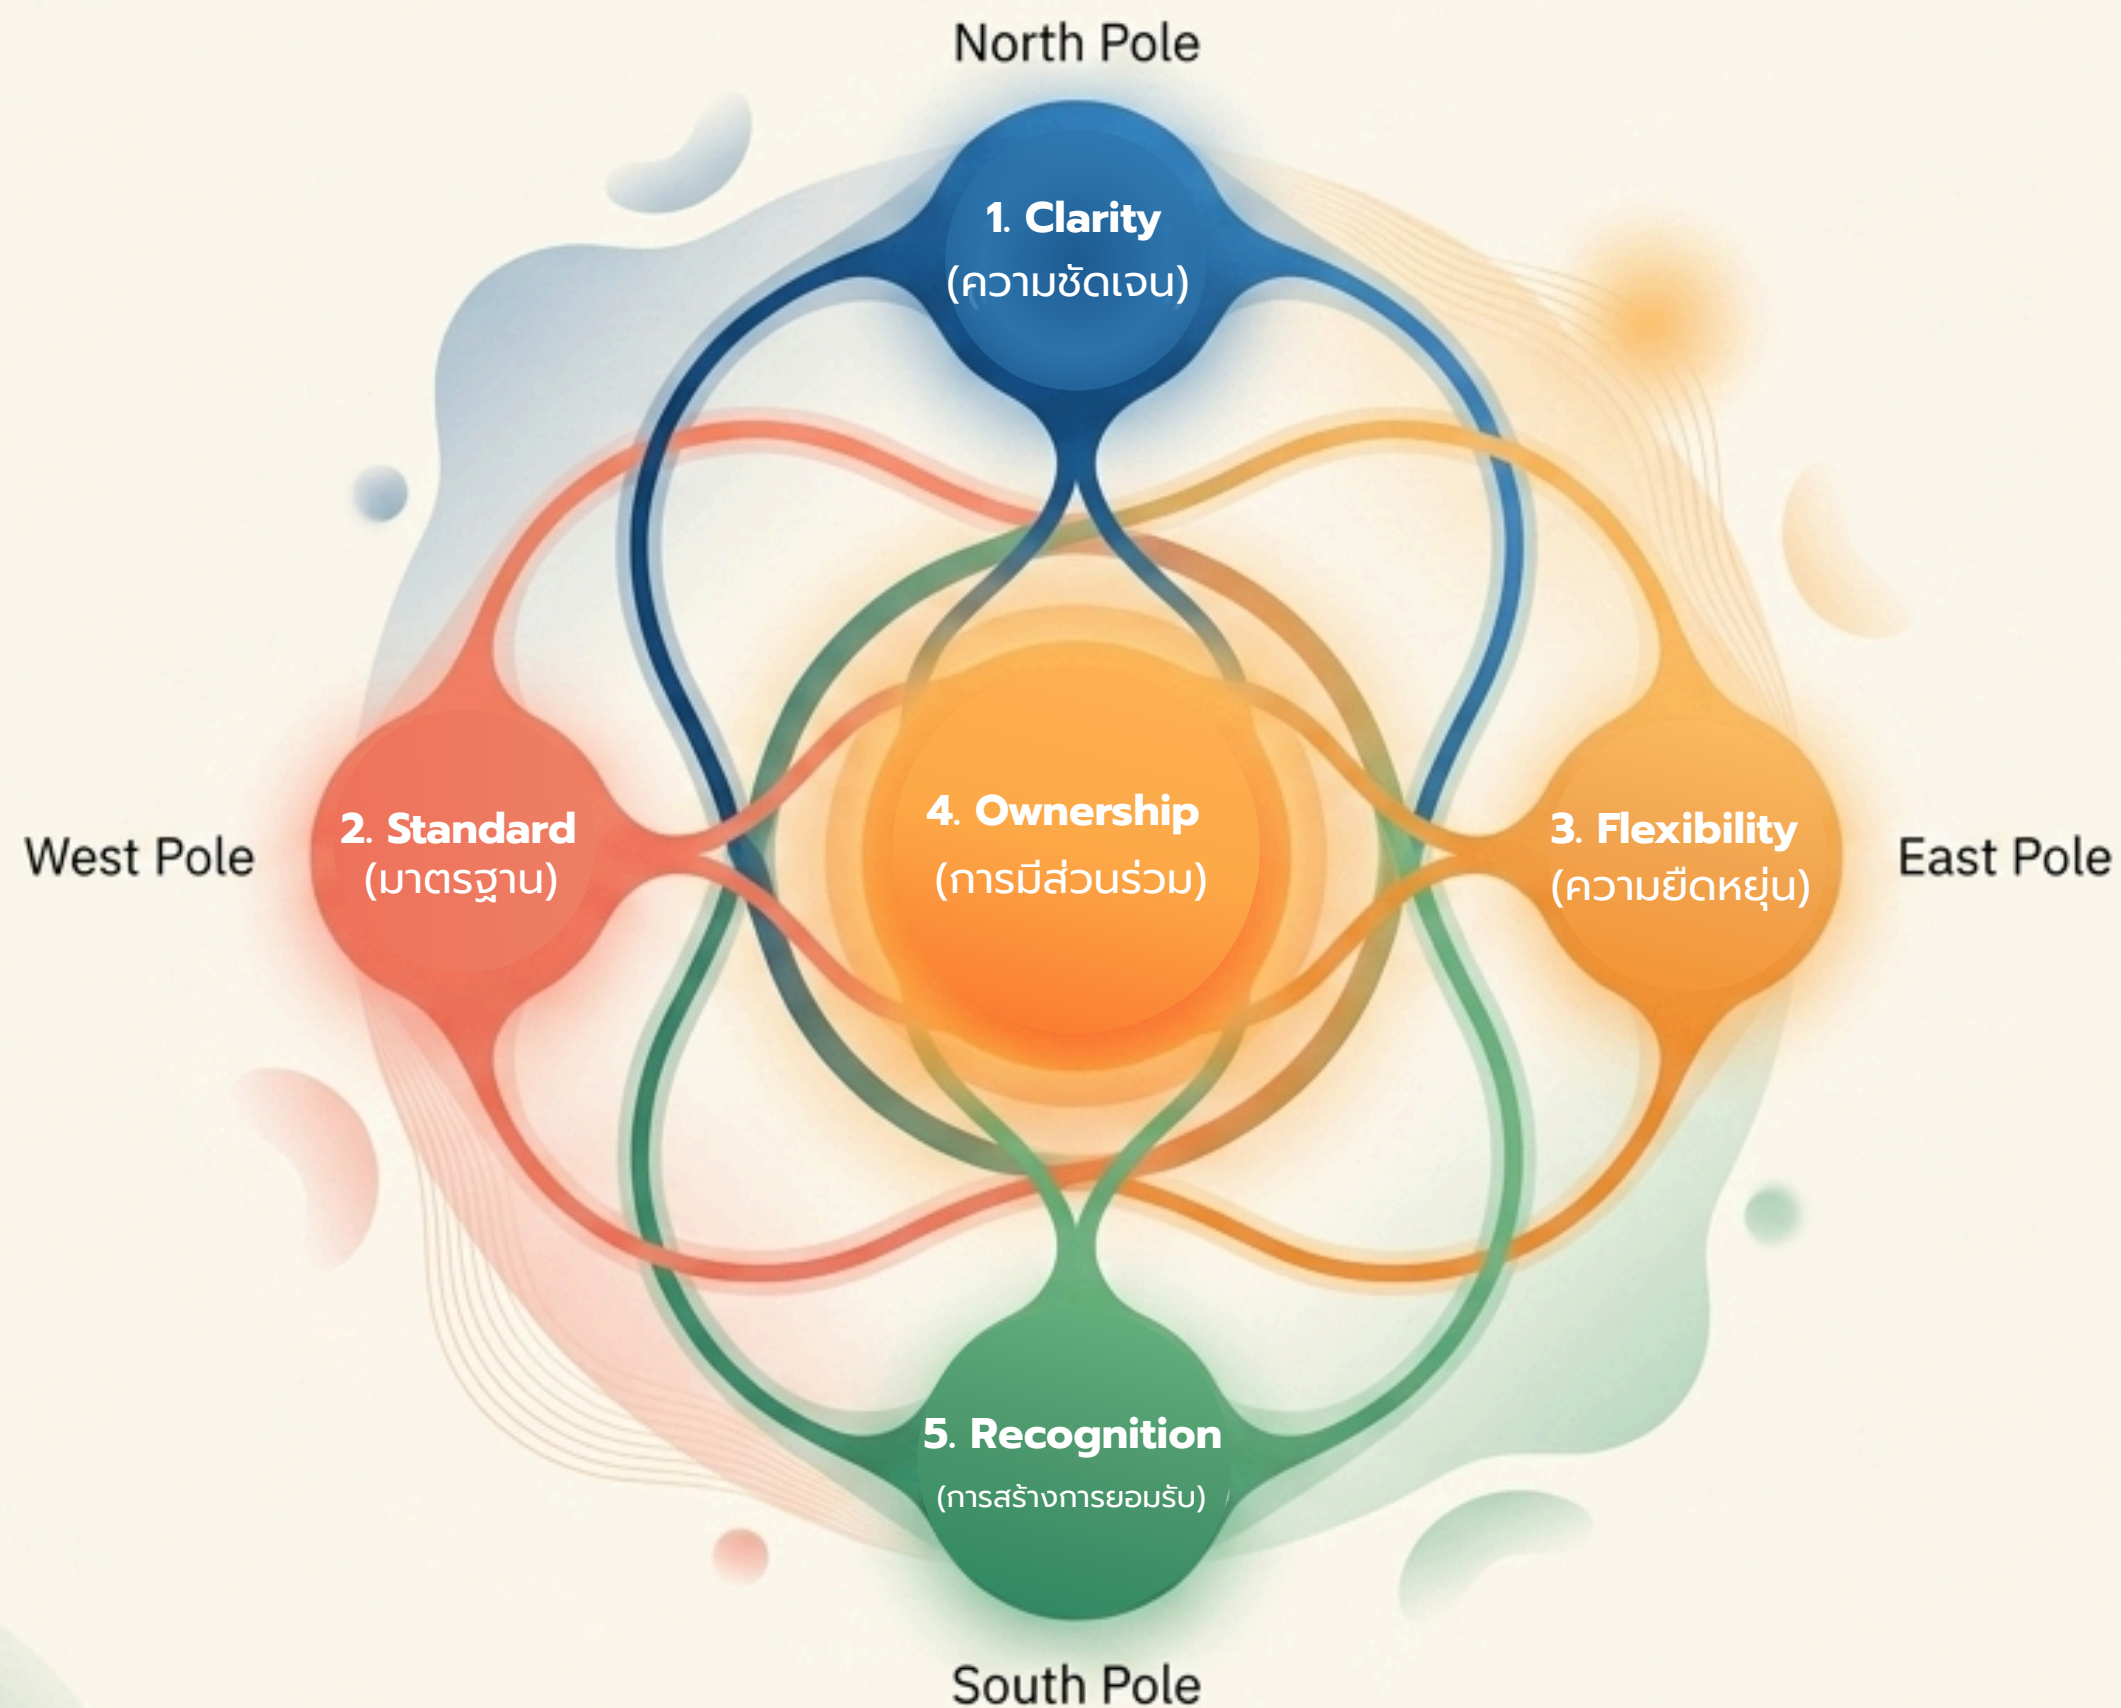 North Pole
1. Clarity
(ความชัดเจน)
West Pole
2. Standard
(มาตรฐาน)
4. Ownership
(การมีส่วนร่วม)
3. Flexibility
(ความยืดหยุ่น)
East Pole
5. Recognition
(การสร้างการยอมรับ)
South Pole